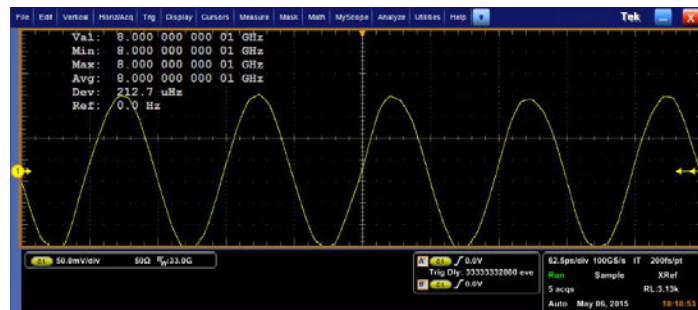 File Edit Vertical Horiz/Acq Trig Display Cursors Measure Mask Math MyScope Analyze Utilities Help Tek X
Val: 8.000 000 000 01 GHz
Min: 8.000 000 000 01 GHz
Max: 8.000 000 000 01 GHz
Avg: 8.000 000 000 01 GHz
Dev: 212.7 uHz
Ref: 0.0 Hz
1
C1 50.0mV/div 50Ω BW:33.0G
A' C1 ∫ 0.0V
Trig Dly: 33333332800 eve
B' C1 ∫ 0.0V
62.5ps/div 100GS/s IT 200fs/pt
Run Sample XRef
5 acqs RL:3.13k
Auto May 06, 2015 18:18:53